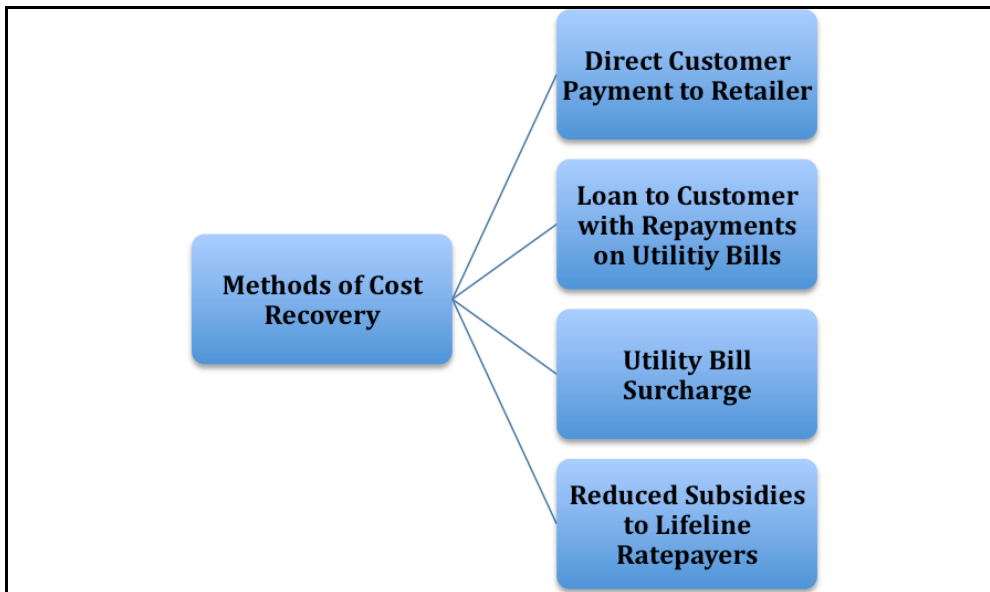 Direct Customer
Payment to Retailer
Loan to Customer
with Repayments
on Utilitiy Bills
Methods of Cost
Recovery
Utility Bill
Surcharge
Reduced Subsidies
to Lifeline
Ratepayers